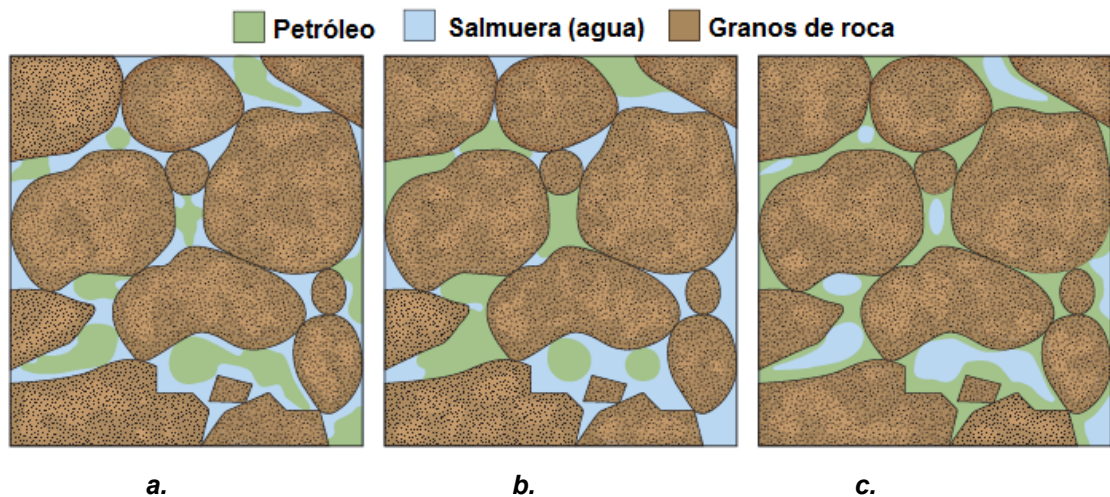 Petróleo
Salmuera (agua)
Granos de roca
a.
b.
c.